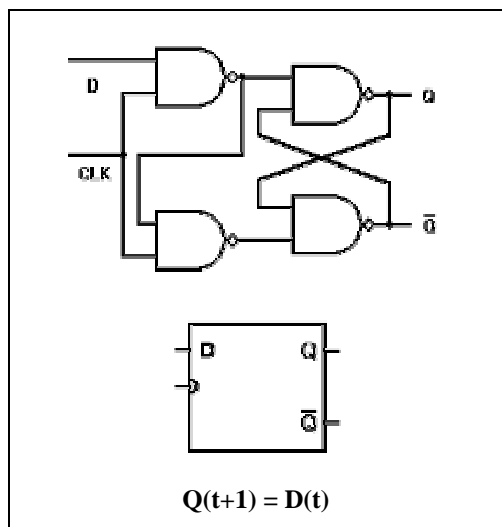 D
Q
CLK
Q̅
D Q
Q̅
Q(t+1) = D(t)